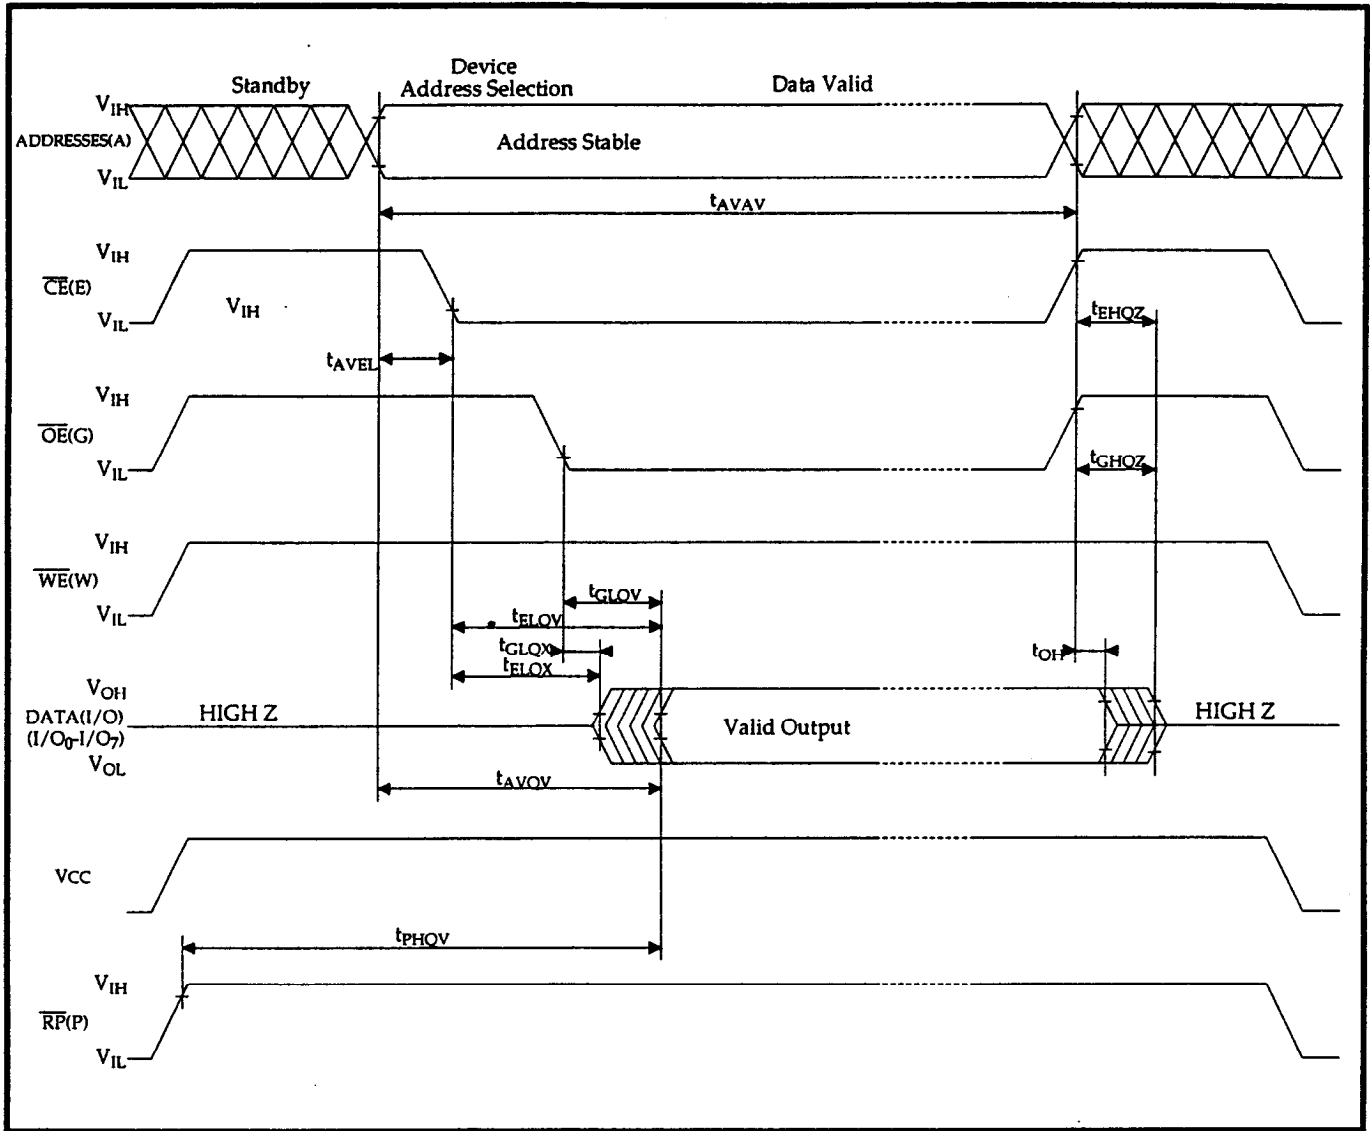 Standby
Device
Address Selection
Data Valid
VIH
ADDRESSES(A)
Address Stable
VIL
tAVAV
VIH
CE(E)
VIH
VIL
tEHQZ
tAVEL
VIH
OE(G)
VIL
tGHQZ
VIH
WE(W)
VIL
tGLQV
tELQV
tGLQX
tOH
tELQX
VOH
DATA(I/O)
HIGH Z
Valid Output
HIGH Z
(I/O0-I/O7)
VOL
tAVQV
VCC
tPHQV
VIH
RP(P)
VIL